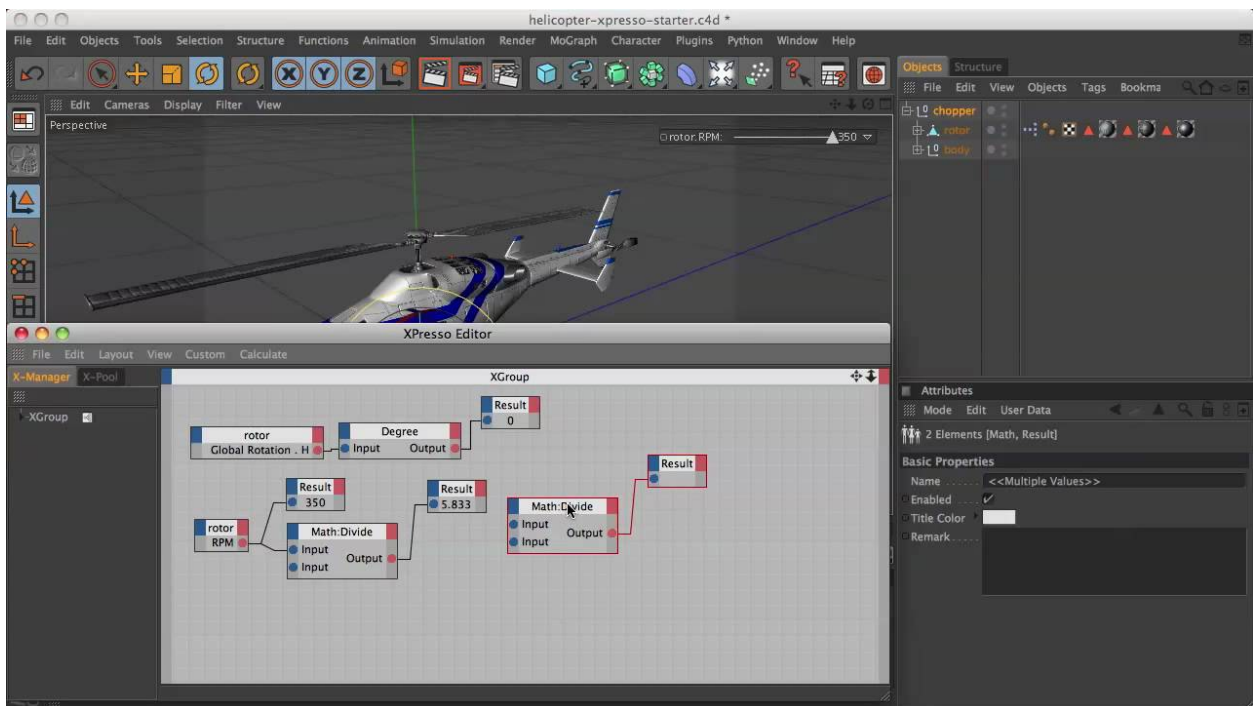 helicopter-xpresso-starter.c4d *
File Edit Objects Tools Selection Structure Functions Animation Simulation Render MoGraph Character Plugins Python Window Help
Objects Structure
File Edit View Objects Tags Bookma
Edit Cameras Display Filter View
Perspective
rotor.RPM: 350
chopper
rotor
body
XPresso Editor
File Edit Layout View Custom Calculate
X-Manager X-Pool
XGroup
XGroup
Result
0
rotor
Global Rotation . H
Degree
Input Output
Result
350
Result
5.833
Result
rotor
RPM
Math:Divide
Input
Output
Input
Math:Divide
Input
Output
Input
Attributes
Mode Edit User Data
2 Elements [Math, Result]
Basic Properties
Name ...... <<Multiple Values>>
Enabled ....
Title Color
Remark.....